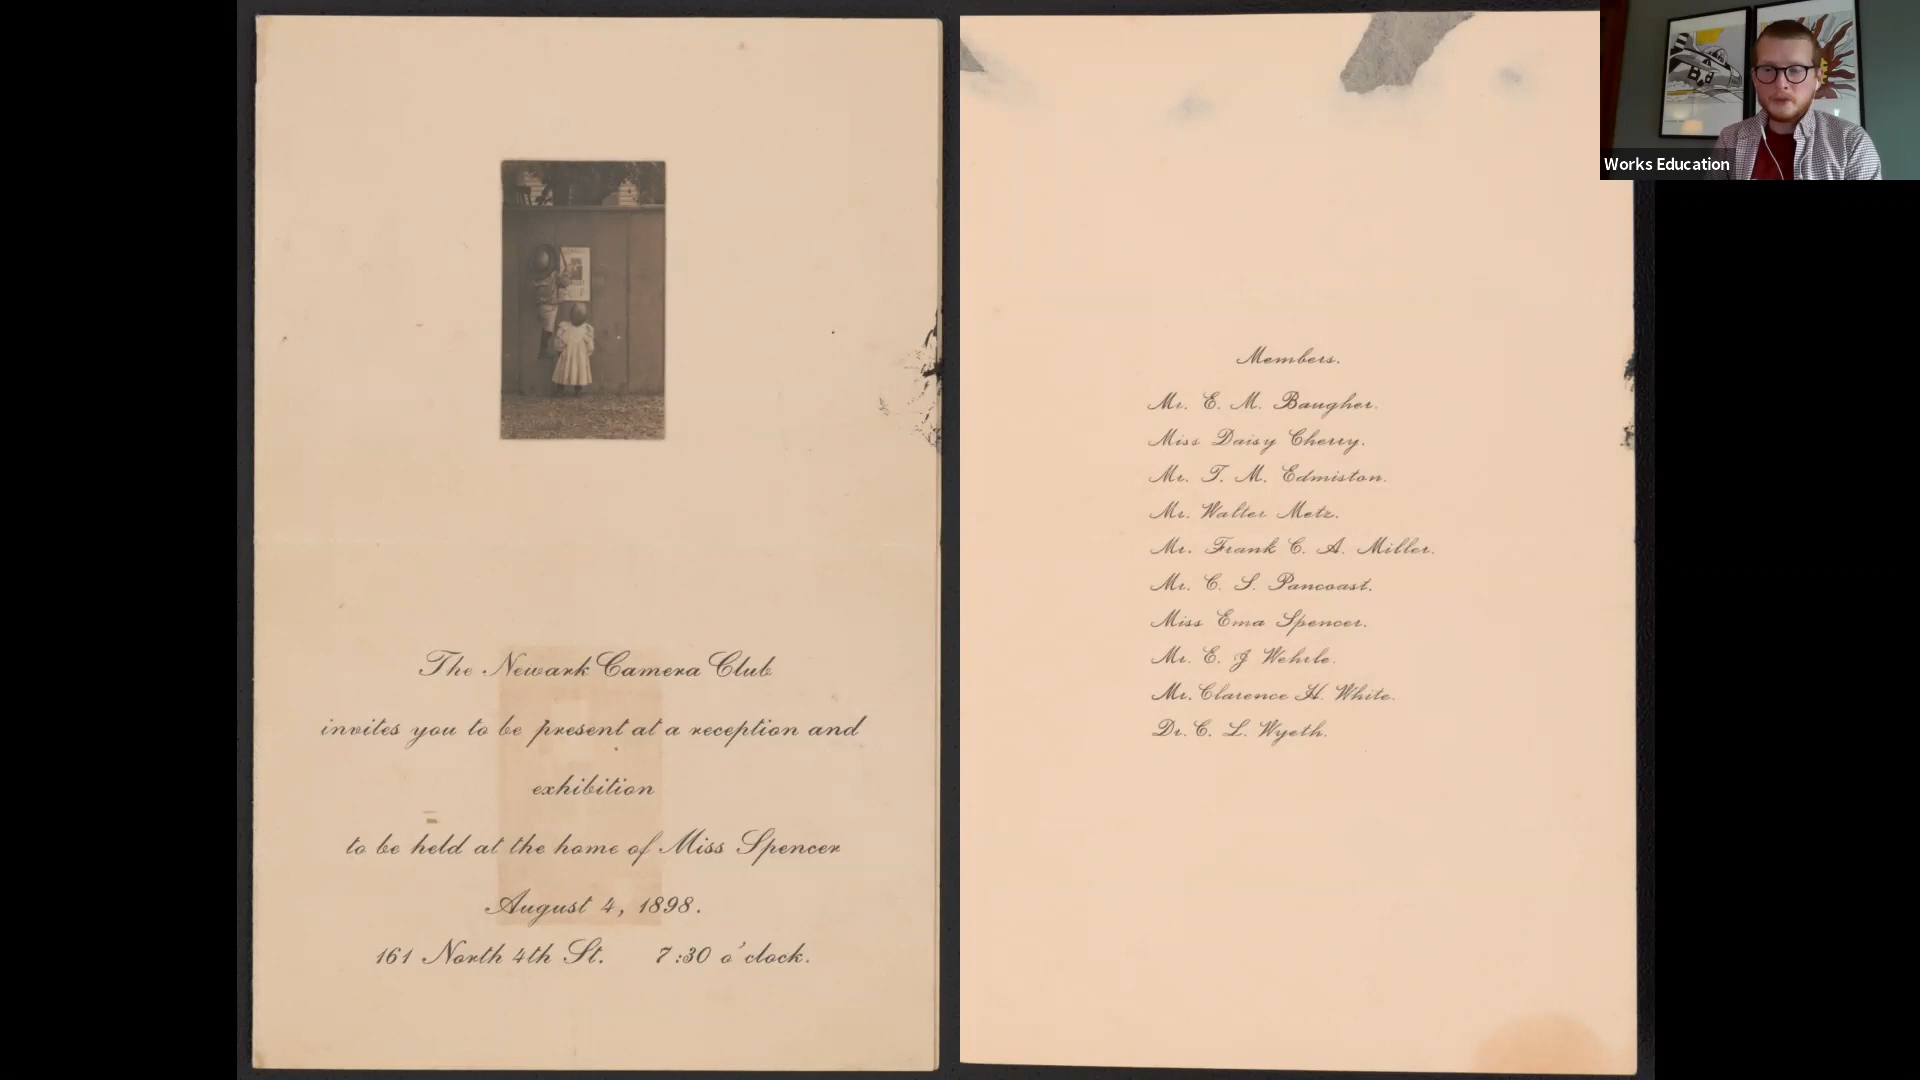 The Newark Camera Club
invites you to be present at a reception and
exhibition
to be held at the home of Miss Spencer
August 4, 1898.
161 North 4th St. 7:30 o'clock.
Members.
Mr. E. M. Baugher.
Miss Daisy Cherry.
Mr. T. M. Edmiston.
Mr. Walter Metz.
Mr. Frank C. A. Miller.
Mr. C. S. Pancoast.
Miss Ema Spencer.
Mr. E. J Wehrle.
Mr. Clarence H. White.
Dr. C. L. Wyeth.
Works Education